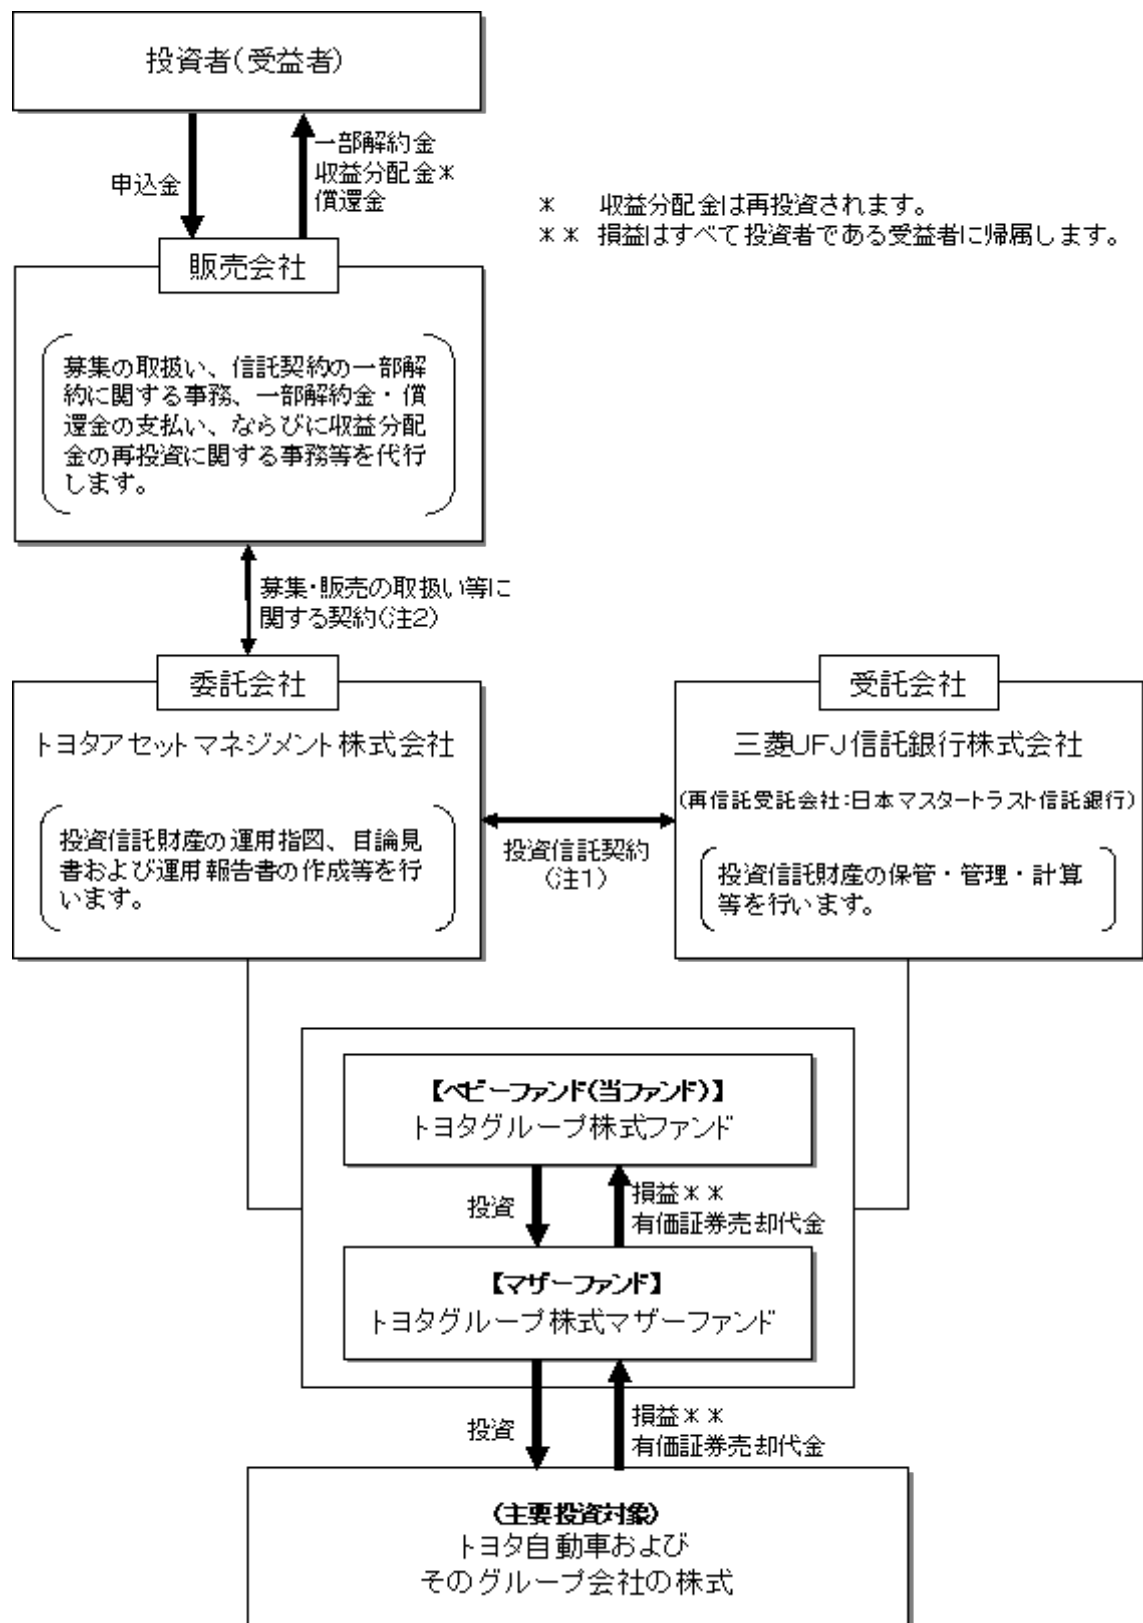 投資者(受益者)
申込金
一部解約金
収益分配金＊
償還金
＊　収益分配金は再投資されます。
＊＊ 損益はすべて投資者である受益者に帰属します。
販売会社
募集の取扱い、信託契約の一部解
約に関する事務、一部解約金・償
還金の支払い、ならびに収益分配
金の再投資に関する事務等を代行
します。
募集・販売の取扱い等に
関する契約(注2)
委託会社
トヨタアセットマネジメント株式会社
投資信託財産の運用指図、目論見
書および運用報告書の作成等を行
います。
投資信託契約
(注1)
受託会社
三菱UFJ信託銀行株式会社
(再信託受託会社:日本マスタートラスト信託銀行)
投資信託財産の保管・管理・計算
等を行います。
【ベビーファンド(当ファンド)】
トヨタグループ株式ファンド
投資
損益＊＊
有価証券売却代金
【マザーファンド】
トヨタグループ株式マザーファンド
投資
損益＊＊
有価証券売却代金
(主要投資対象)
トヨタ自動車および
そのグループ会社の株式